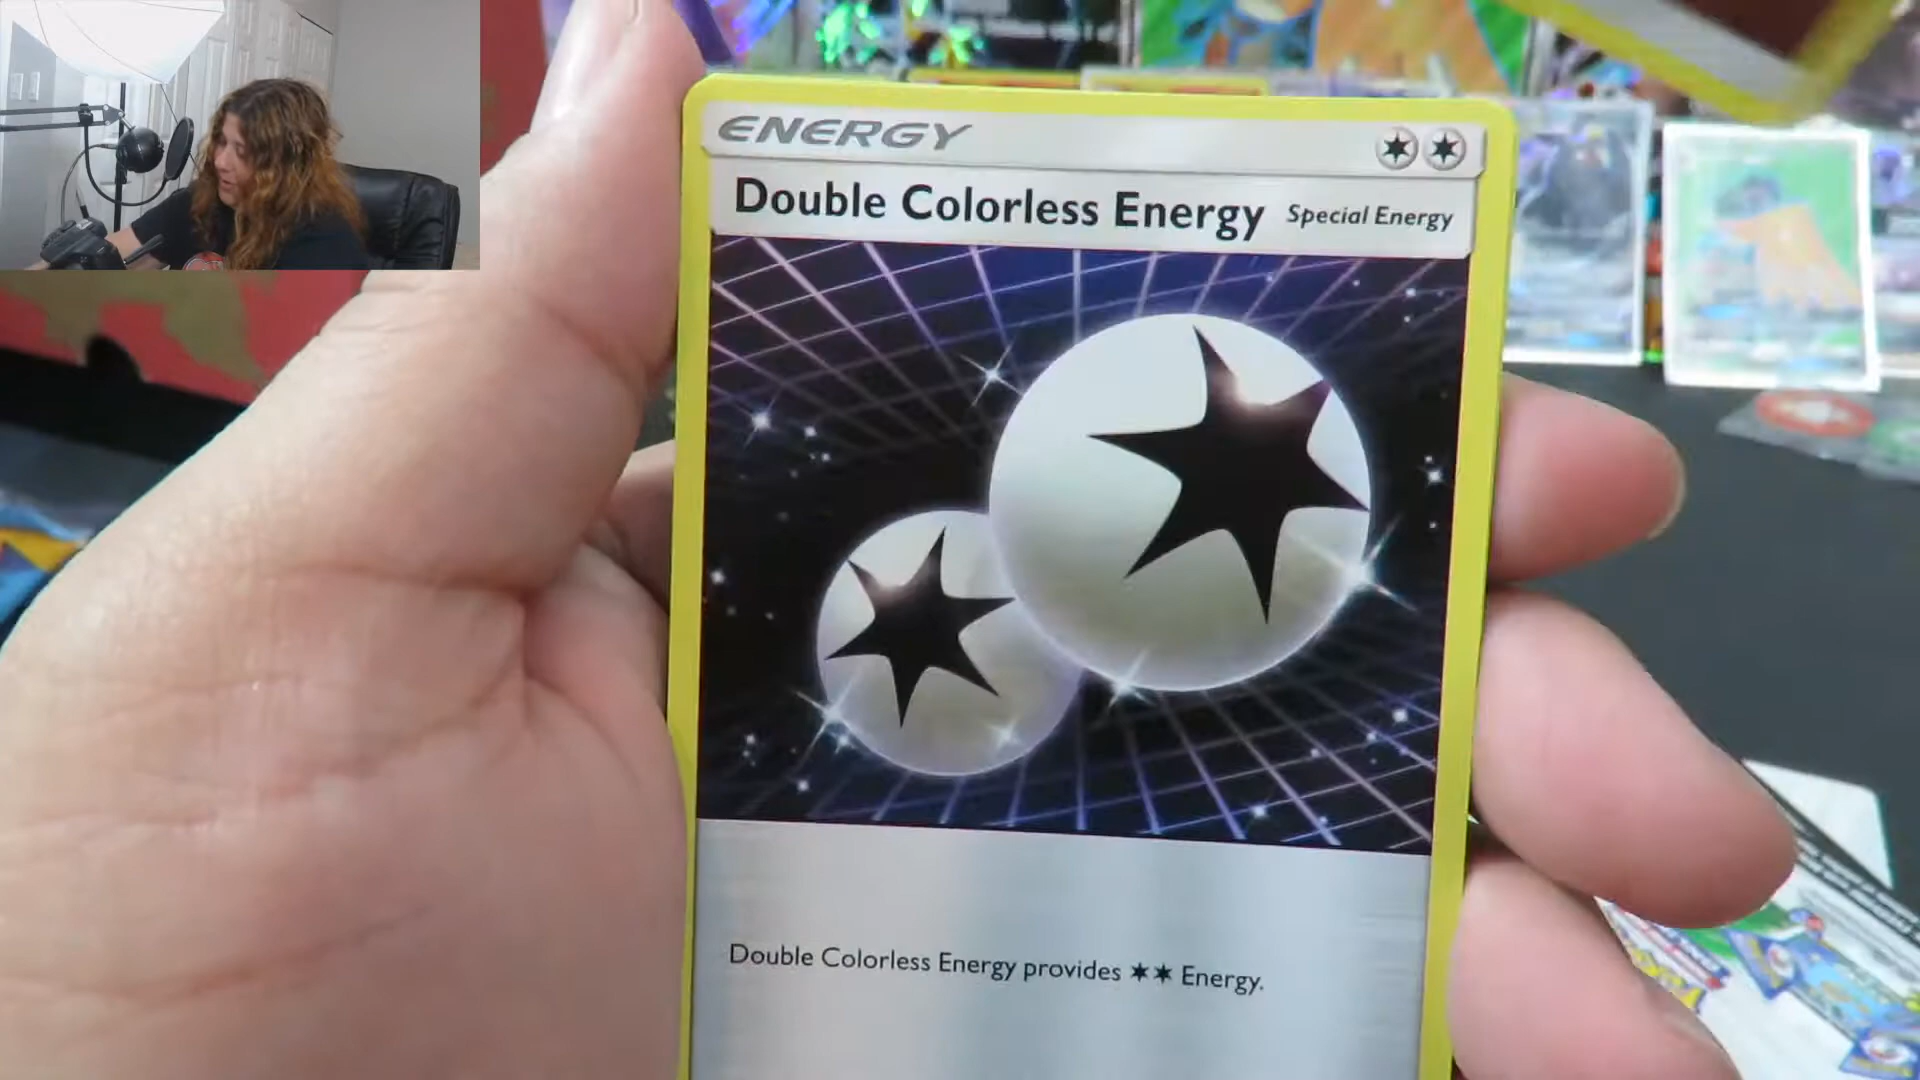 ENERGY
Double Colorless Energy Special Energy
Double Colorless Energy provides ✶✶ Energy.